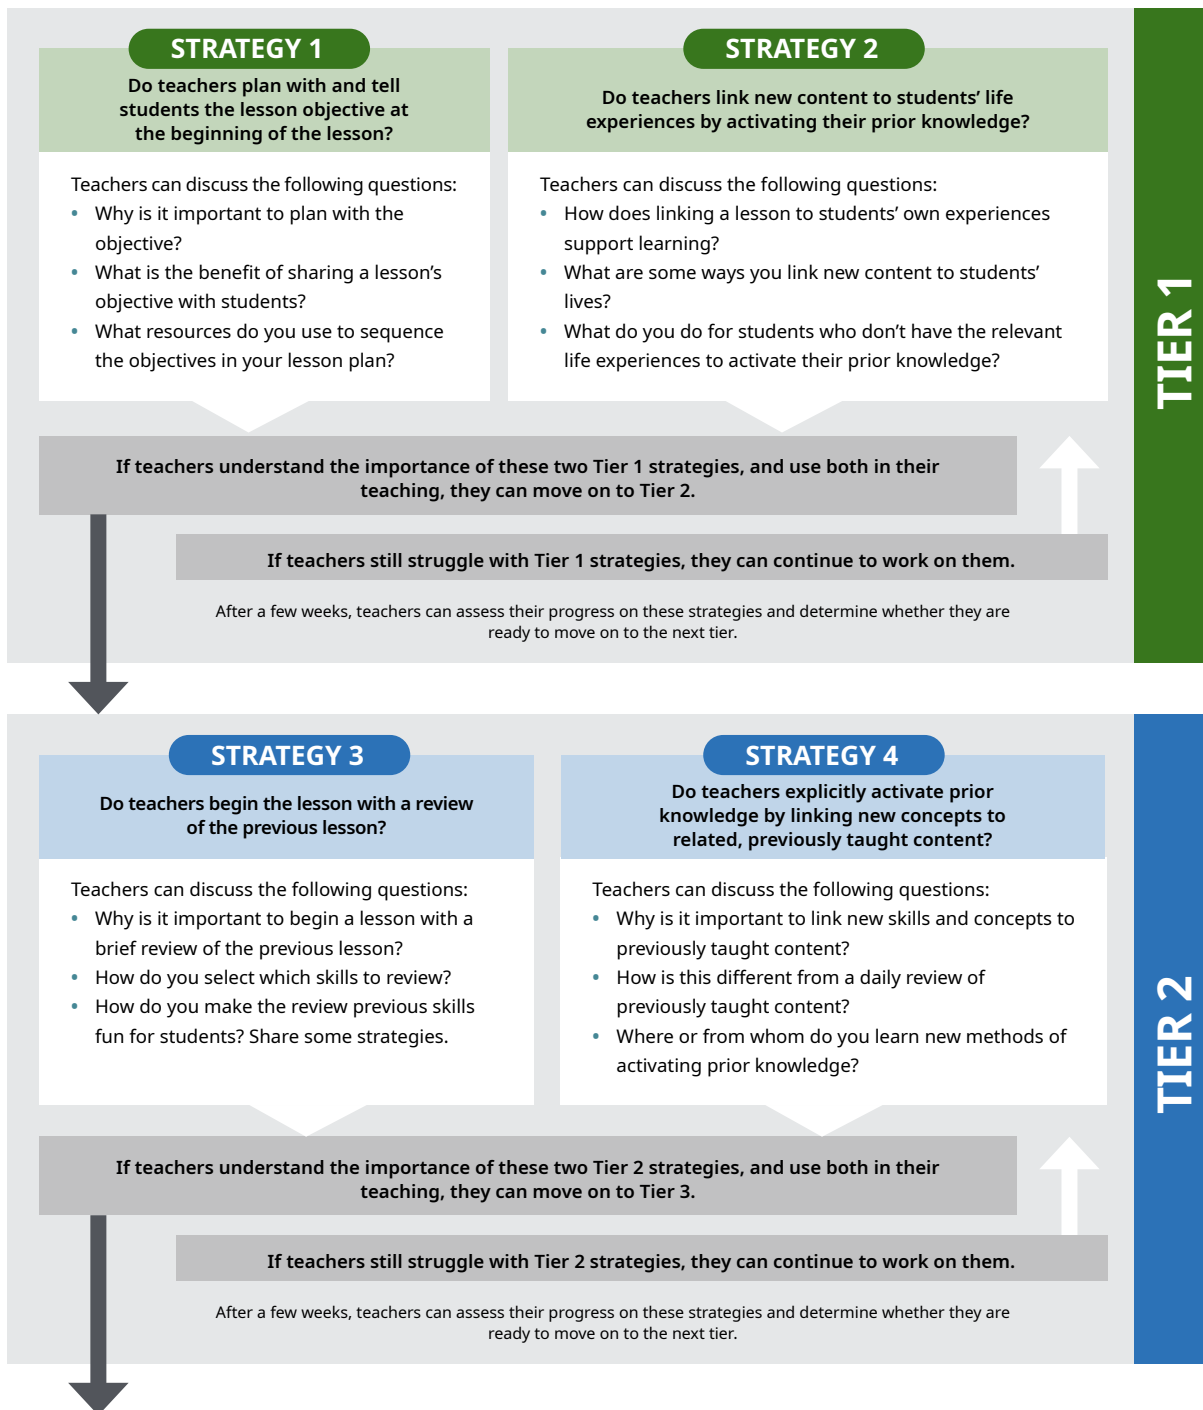 STRATEGY 1
Do teachers plan with and tell
students the lesson objective at
the beginning of the lesson?
Teachers can discuss the following questions:
• Why is it important to plan with the
objective?
• What is the benefit of sharing a lesson’s
objective with students?
• What resources do you use to sequence
the objectives in your lesson plan?
STRATEGY 2
Do teachers link new content to students’ life
experiences by activating their prior knowledge?
Teachers can discuss the following questions:
• How does linking a lesson to students’ own experiences
support learning?
• What are some ways you link new content to students’
lives?
• What do you do for students who don’t have the relevant
life experiences to activate their prior knowledge?
TIER 1
If teachers understand the importance of these two Tier 1 strategies, and use both in their
teaching, they can move on to Tier 2.
If teachers still struggle with Tier 1 strategies, they can continue to work on them.
After a few weeks, teachers can assess their progress on these strategies and determine whether they are
ready to move on to the next tier.
STRATEGY 3
Do teachers begin the lesson with a review
of the previous lesson?
Teachers can discuss the following questions:
• Why is it important to begin a lesson with a
brief review of the previous lesson?
• How do you select which skills to review?
• How do you make the review previous skills
fun for students? Share some strategies.
STRATEGY 4
Do teachers explicitly activate prior
knowledge by linking new concepts to
related, previously taught content?
Teachers can discuss the following questions:
• Why is it important to link new skills and concepts to
previously taught content?
• How is this different from a daily review of
previously taught content?
• Where or from whom do you learn new methods of
activating prior knowledge?
TIER 2
If teachers understand the importance of these two Tier 2 strategies, and use both in their
teaching, they can move on to Tier 3.
If teachers still struggle with Tier 2 strategies, they can continue to work on them.
After a few weeks, teachers can assess their progress on these strategies and determine whether they are
ready to move on to the next tier.